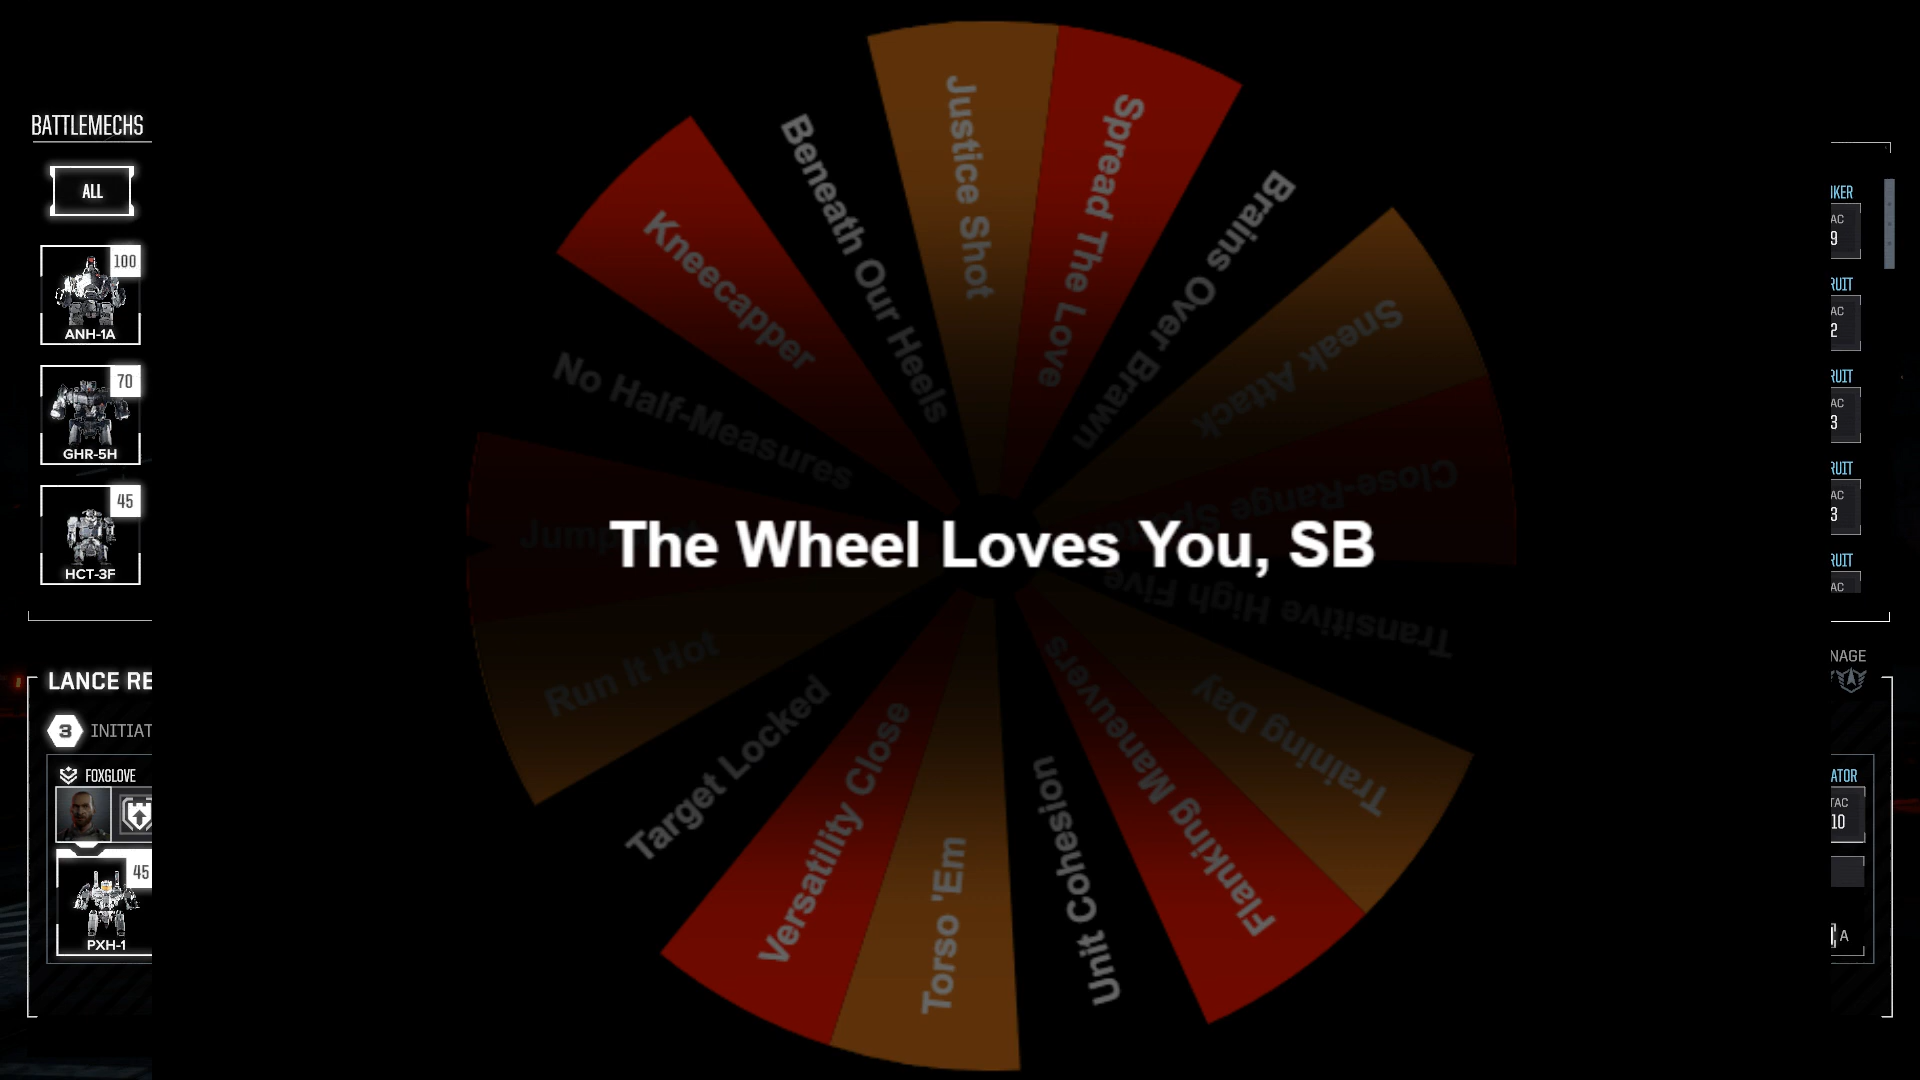 BATTLEMECHS
ALL
100
ANH-1A
70
GHR-5H
45
HCT-3F
LANCE RE
3 INITIAT
FOXGLOVE
45
PXH-1
Justice Shot
Spread The Love
Brains Over Brawn
Sneak Attack
Close-Range
Transitive High Five
Training Day
Flanking Maneuvers
Unit Cohesion
Torso 'Em
Versatility Close
Target Locked
Run It Hot
Jump
No Half-Measures
Kneecapper
Beneath Our Heels
The Wheel Loves You, SB
KER
AC
9
RUIT
AC
2
RUIT
AC
3
RUIT
AC
3
RUIT
AC
NAGE
ATOR
TAC
10
A